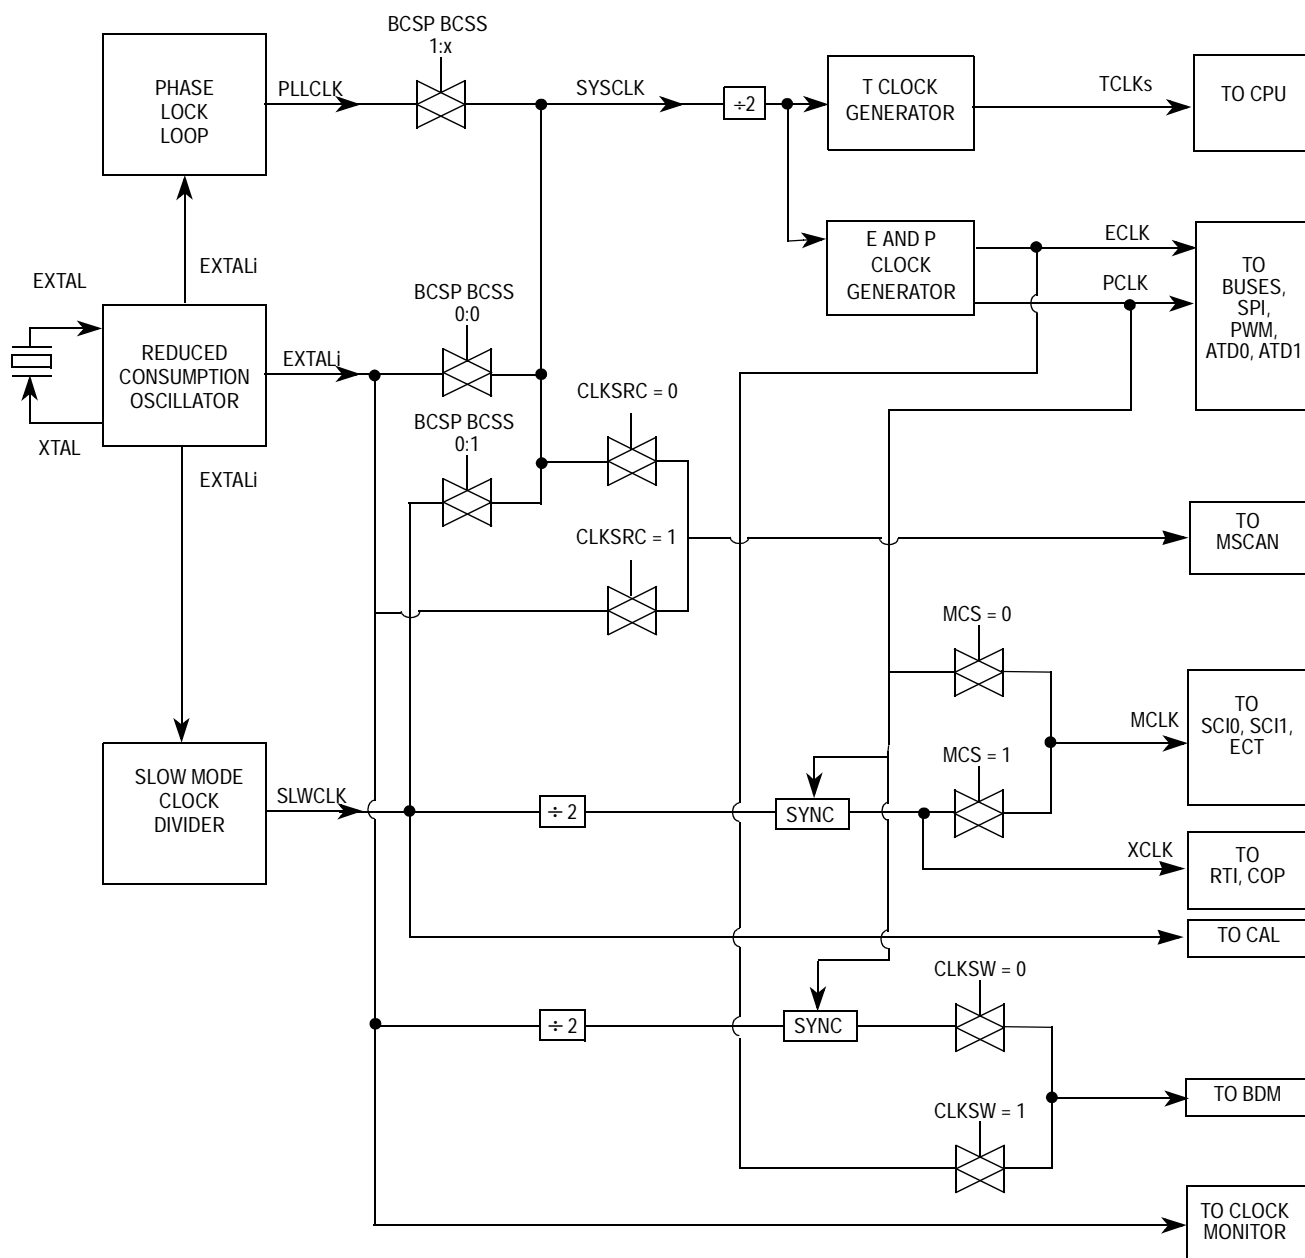 BCSP BCSS
1:x
PHASE
LOCK
LOOP
PLLCLK
SYSCLK
÷2
T CLOCK
GENERATOR
TCLKs
TO CPU
EXTAL
EXTALi
E AND P
CLOCK
GENERATOR
ECLK
PCLK
TO
BUSES,
SPI,
PWM,
ATD0, ATD1
BCSP BCSS
0:0
REDUCED
CONSUMPTION
OSCILLATOR
EXTALi
XTAL
EXTALi
BCSP BCSS
0:1
CLKSRC = 0
CLKSRC = 1
TO
MSCAN
MCS = 0
MCS = 1
MCLK
TO
SCI0, SCI1,
ECT
SLOW MODE
CLOCK
DIVIDER
SLWCLK
÷ 2
SYNC
XCLK
TO
RTI, COP
TO CAL
CLKSW = 0
÷ 2
SYNC
CLKSW = 1
TO BDM
TO CLOCK
MONITOR